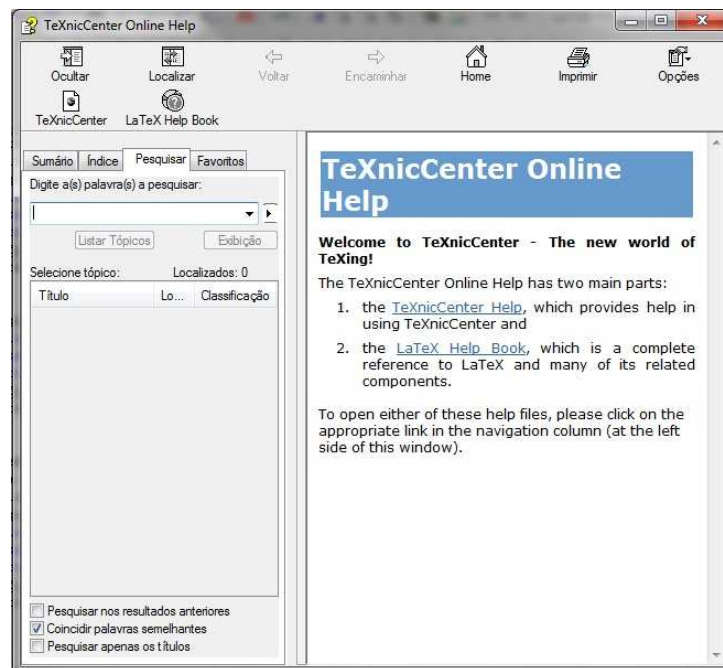 TeXnicCenter Online Help
Ocultar Localizar Voltar Encaminhar Home Imprimir Opções
TeXnicCenter LaTeX Help Book
Sumário Índice Pesquisar Favoritos
Digite a(s) palavra(s) a pesquisar:
Listar Tópicos Exibição
Selecione tópico: Localizados: 0
Título Lo... Classificação
Pesquisar nos resultados anteriores
Coincidir palavras semelhantes
Pesquisar apenas os títulos
TeXnicCenter Online
Help
Welcome to TeXnicCenter - The new world of
TeXing!
The TeXnicCenter Online Help has two main parts:
1. the TeXnicCenter Help, which provides help in
using TeXnicCenter and
2. the LaTeX Help Book, which is a complete
reference to LaTeX and many of its related
components.
To open either of these help files, please click on the
appropriate link in the navigation column (at the left
side of this window).